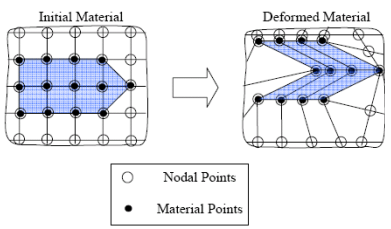 Initial Material
Deformed Material
Nodal Points
Material Points